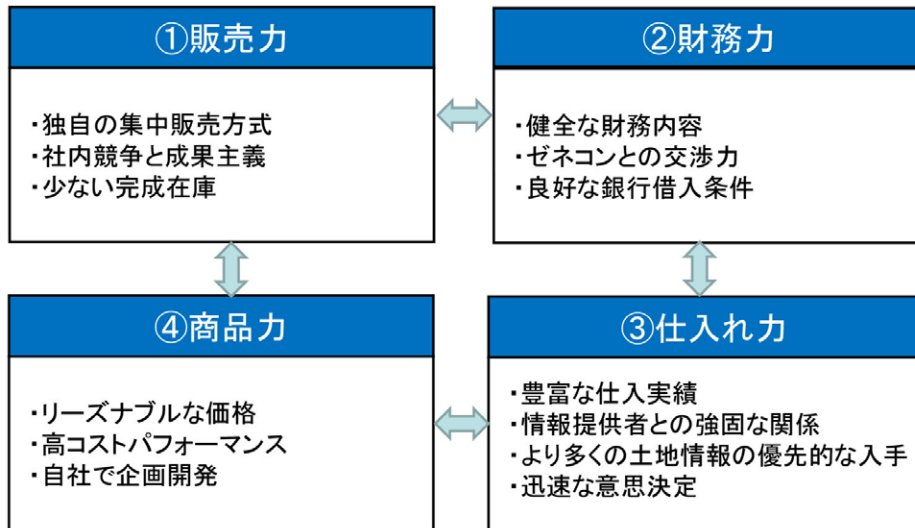 ①販売力
・独自の集中販売方式
・社内競争と成果主義
・少ない完成在庫
②財務力
・健全な財務内容
・ゼネコンとの交渉力
・良好な銀行借入条件
④商品力
・リーズナブルな価格
・高コストパフォーマンス
・自社で企画開発
③仕入れ力
・豊富な仕入実績
・情報提供者との強固な関係
・より多くの土地情報の優先的な入手
・迅速な意思決定